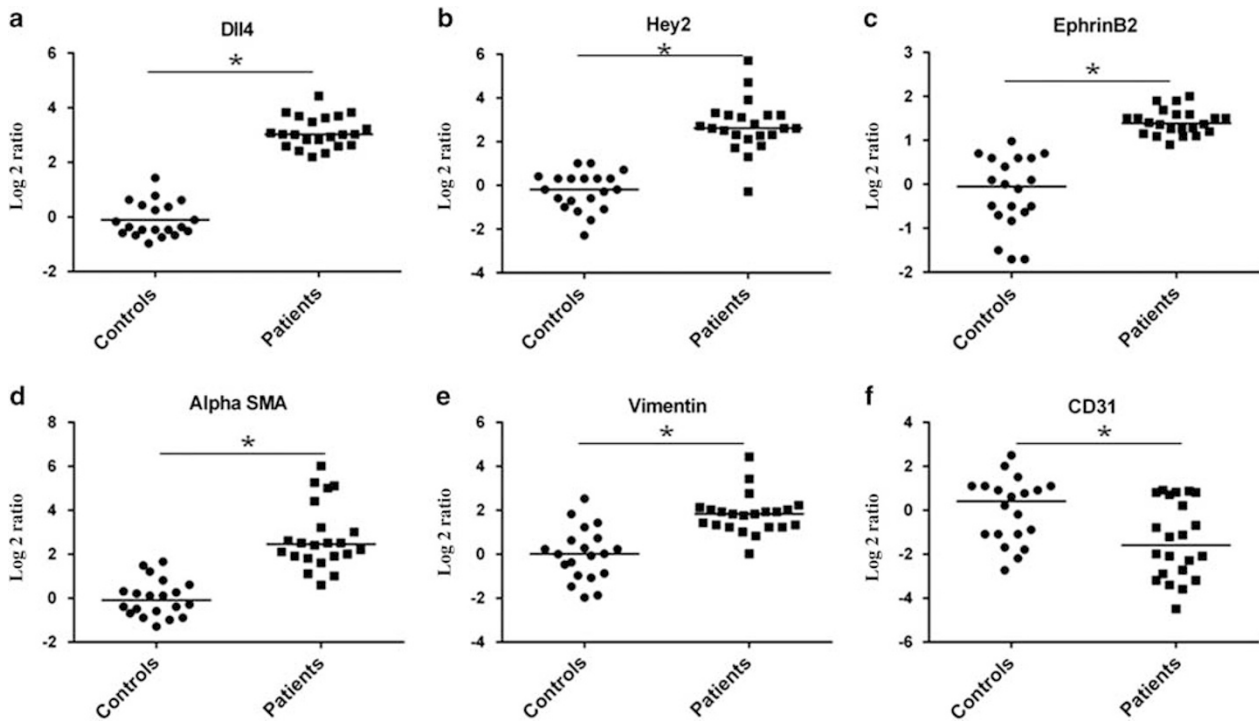 a
Dll4
Log 2 ratio
6
4
2
0
-2
*
Controls
Patients
b
Hey2
Log 2 ratio
6
4
2
0
-2
-4
*
Controls
Patients
c
EphrinB2
Log 2 ratio
3
2
1
0
-1
-2
*
Controls
Patients
d
Alpha SMA
Log 2 ratio
8
6
4
2
0
-2
*
Controls
Patients
e
Vimentin
Log 2 ratio
6
4
2
0
-2
-4
*
Controls
Patients
f
CD31
Log 2 ratio
4
2
0
-2
-4
-6
*
Controls
Patients